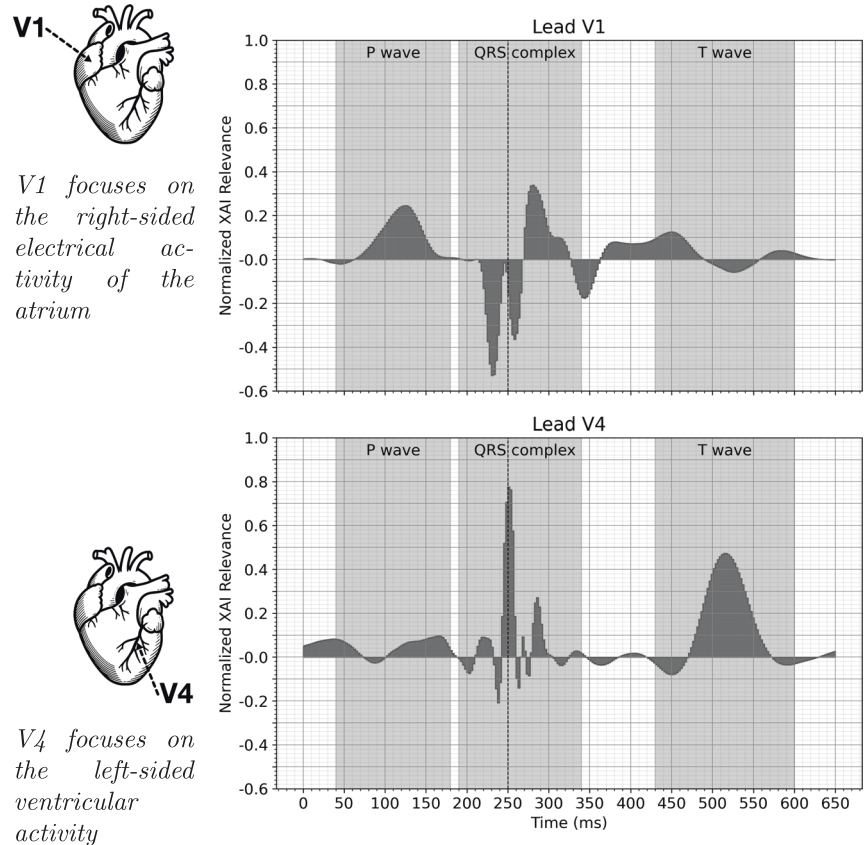 V1
V1 focuses on
the right-sided
electrical ac-
tivity of the
atrium
Lead V1
P wave
QRS complex
T wave
Normalized XAI Relevance
1.0
0.8
0.6
0.4
0.2
-0.0
-0.2
-0.4
-0.6
V4
V4 focuses on
the left-sided
ventricular
activity
Lead V4
P wave
QRS complex
T wave
Normalized XAI Relevance
1.0
0.8
0.6
0.4
0.2
-0.0
-0.2
-0.4
-0.6
0 50 100 150 200 250 300 350 400 450 500 550 600 650
Time (ms)